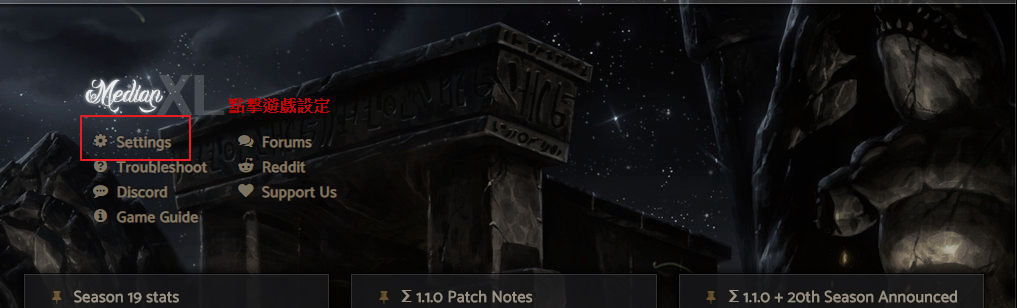 Median XL 點擊遊戲設定
Settings
Forums
Troubleshoot
Reddit
Discord
Support Us
Game Guide
Season 19 stats
Σ 1.1.0 Patch Notes
Σ 1.1.0 + 20th Season Announced